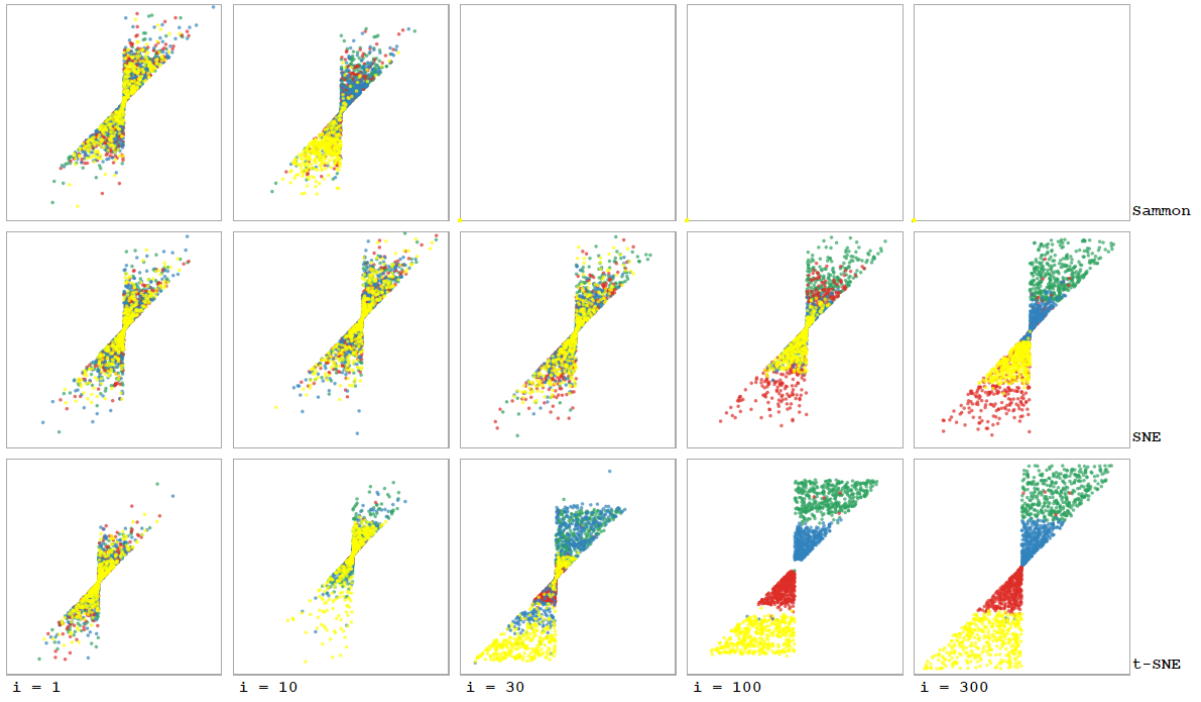 Sammon
SNE
t-SNE
i = 1
i = 10
i = 30
i = 100
i = 300